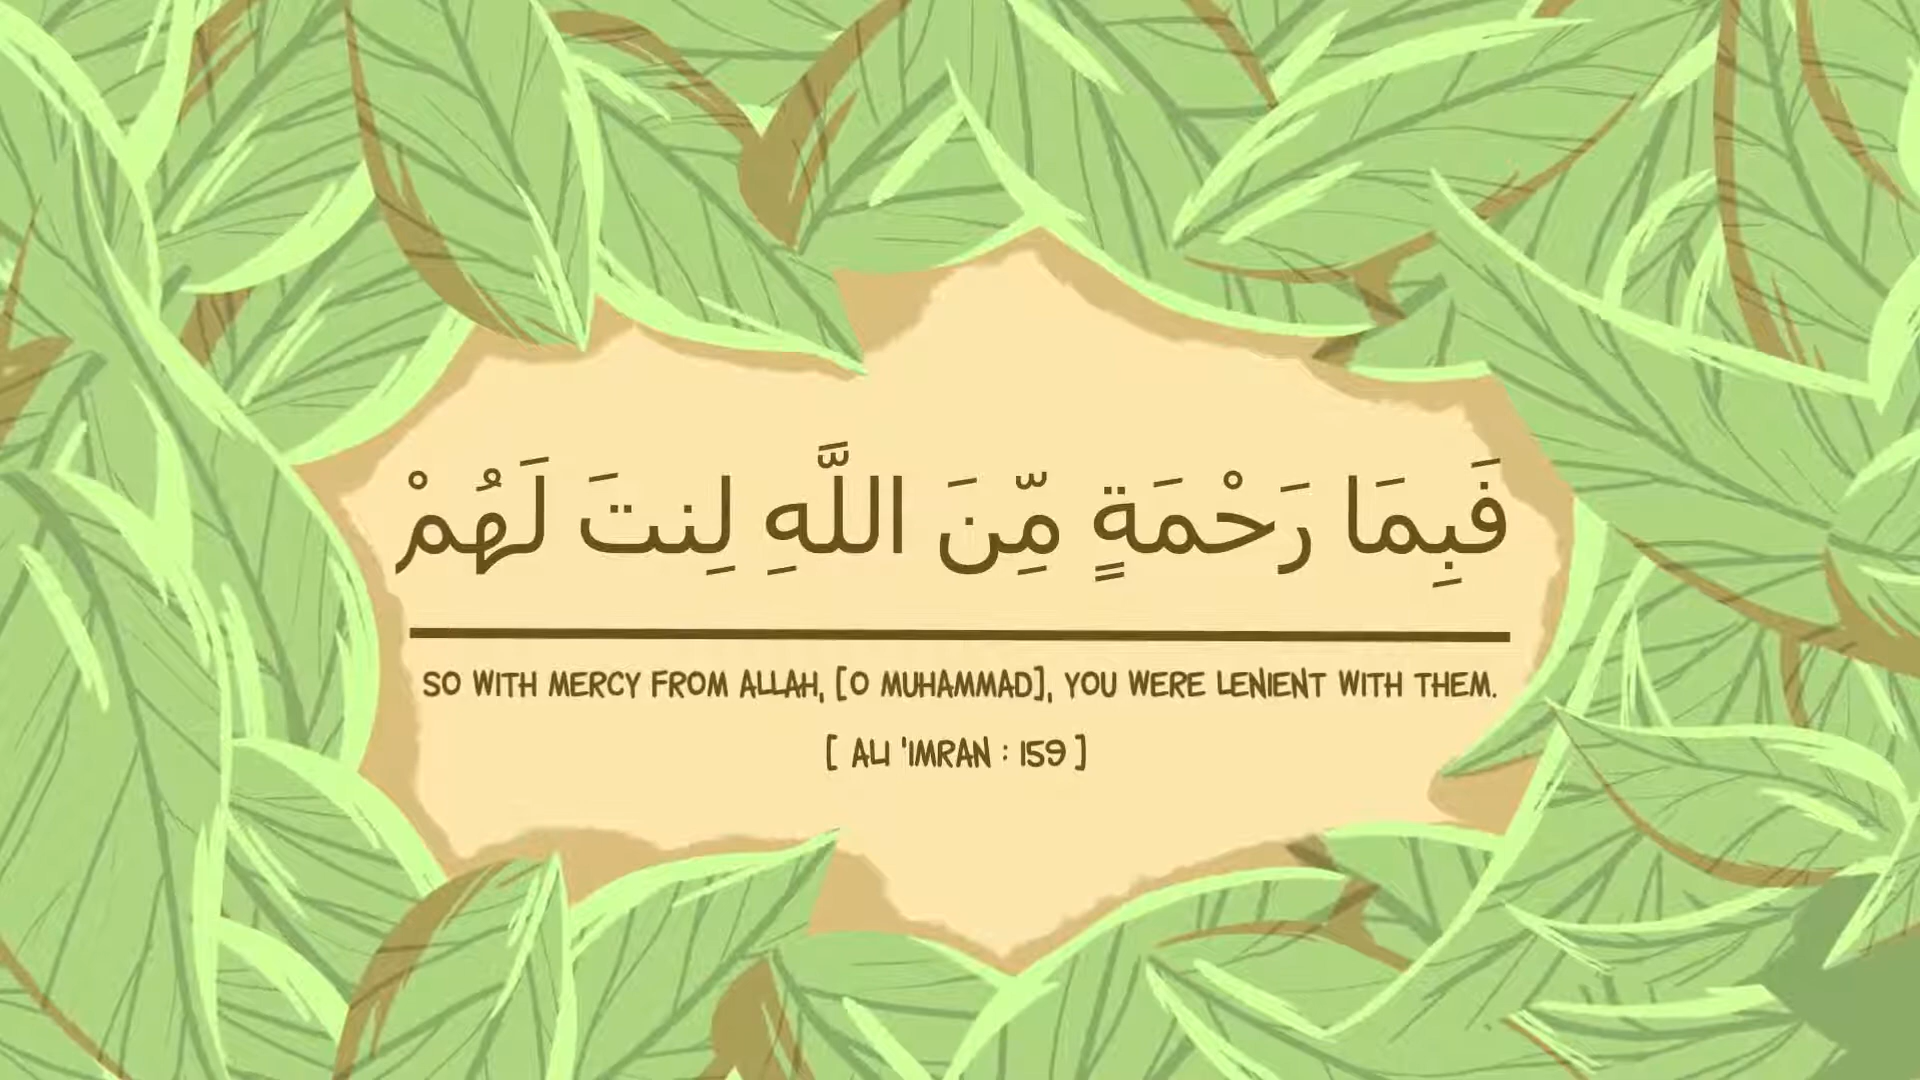 فَبِمَا رَحْمَةٍ مِّنَ اللَّهِ لِنتَ لَهُمْ
SO WITH MERCY FROM ALLAH, [O MUHAMMAD], YOU WERE LENIENT WITH THEM.
[ ALI 'IMRAN : 159 ]